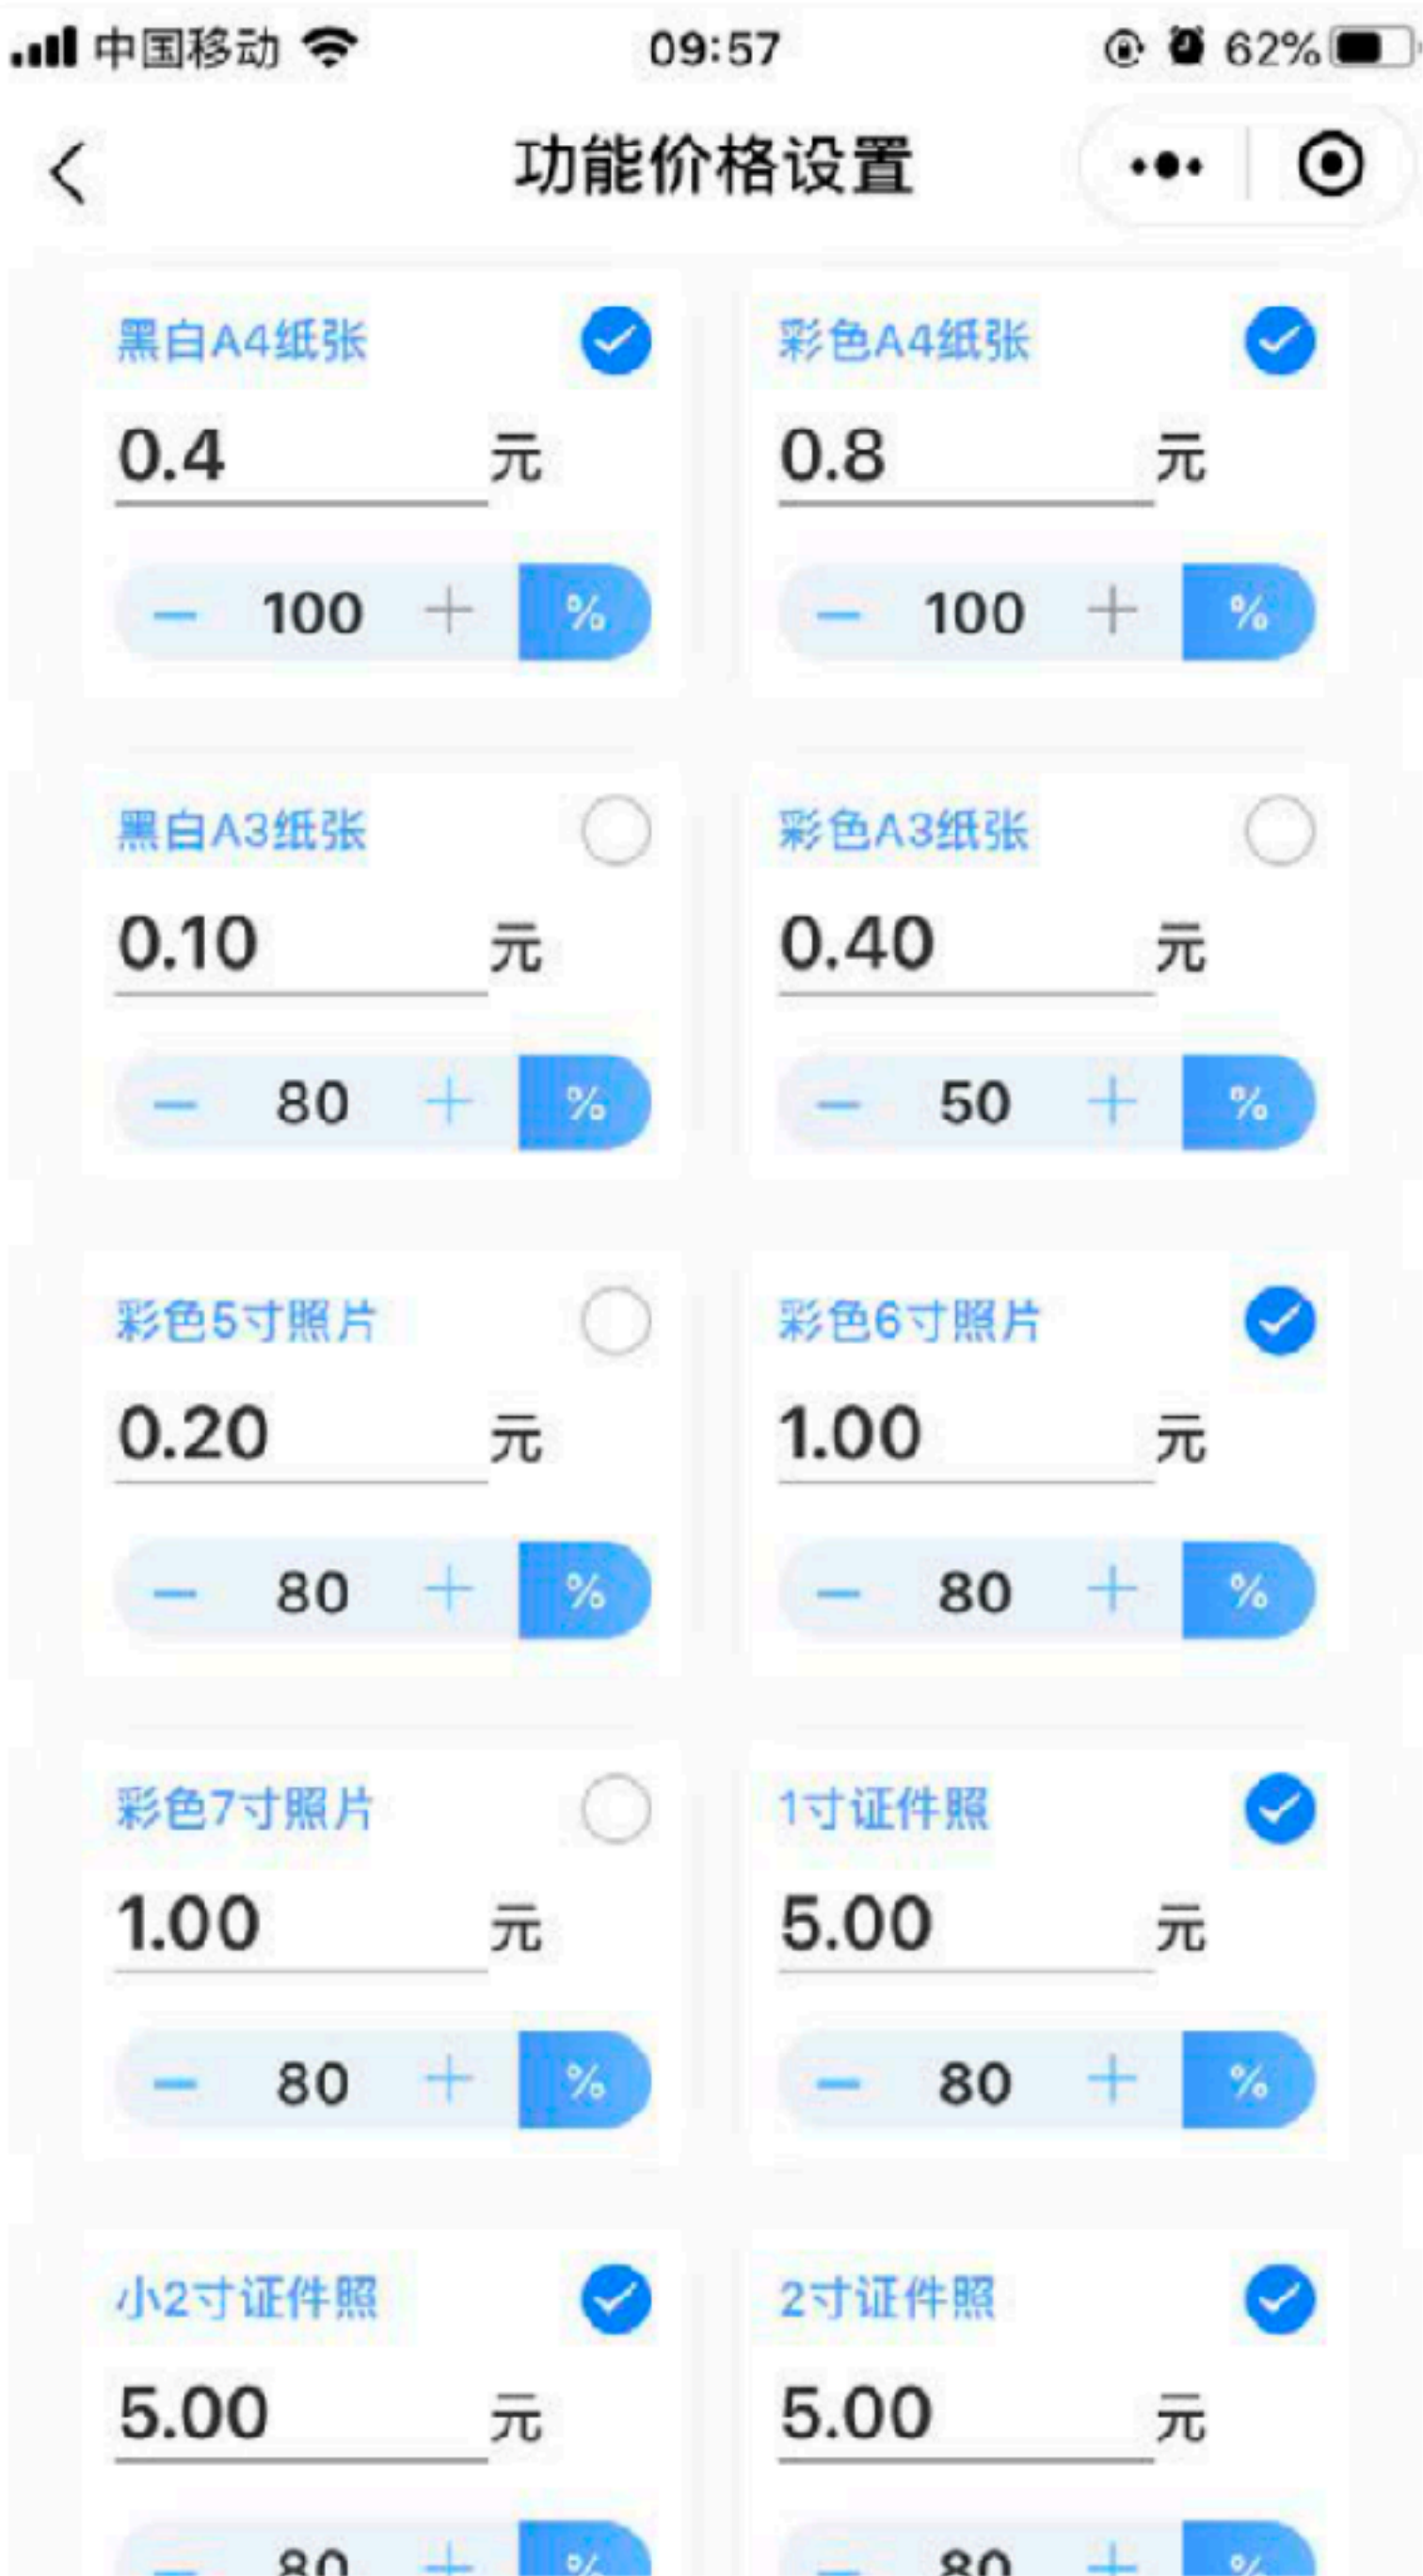 中国移动 09:57 62%
功能价格设置
黑白A4纸张 彩色A4纸张
0.4 元 0.8 元
− 100 + % − 100 + %
黑白A3纸张 彩色A3纸张
0.10 元 0.40 元
− 80 + % − 50 + %
彩色5寸照片 彩色6寸照片
0.20 元 1.00 元
− 80 + % − 80 + %
彩色7寸照片 1寸证件照
1.00 元 5.00 元
− 80 + % − 80 + %
小2寸证件照 2寸证件照
5.00 元 5.00 元
− 80 + % − 80 + %